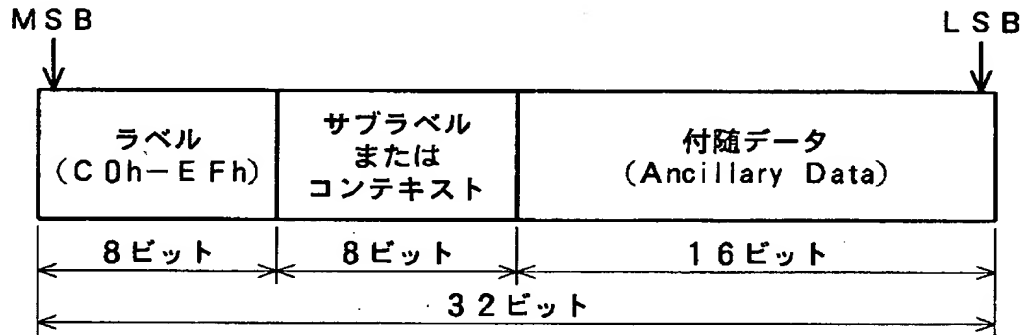 MSB
LSB
ラベル
(C0h-EFh)
サブラベル
または
コンテキスト
付随データ
(Ancillary Data)
8ビット
8ビット
16ビット
32ビット